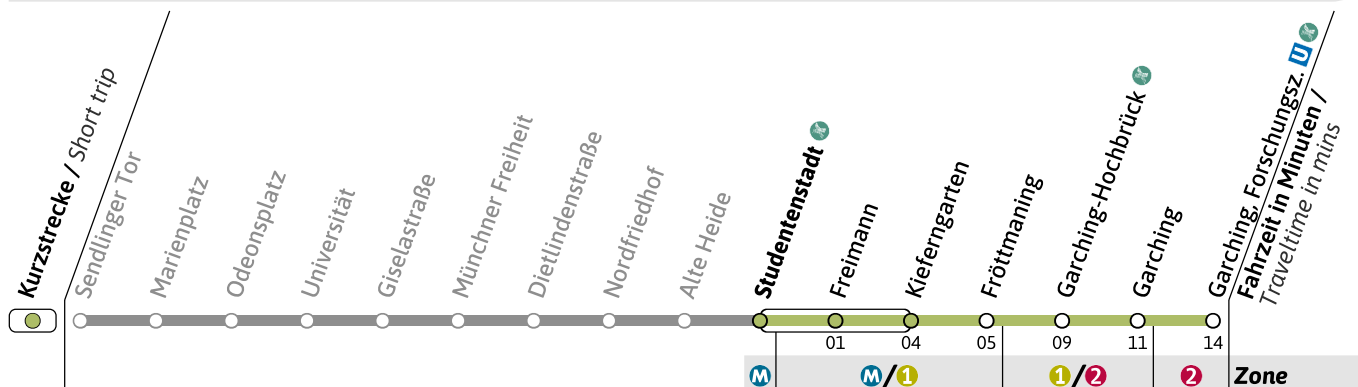 Kurzstrecke / Short trip
Sendlinger Tor
Marienplatz
Odeonsplatz
Universität
Giselastraße
Münchner Freiheit
Dietlindenstraße
Nordfriedhof
Alte Heide
Studentenstadt
Freimann
Kieferngarten
Fröttmaning
Garching-Hochbrück
Garching
Garching, Forschungsz. U
Fahrzeit in Minuten /
Traveltime in mins
01 04 05 09 11 14
M M/1 1/2 2 Zone